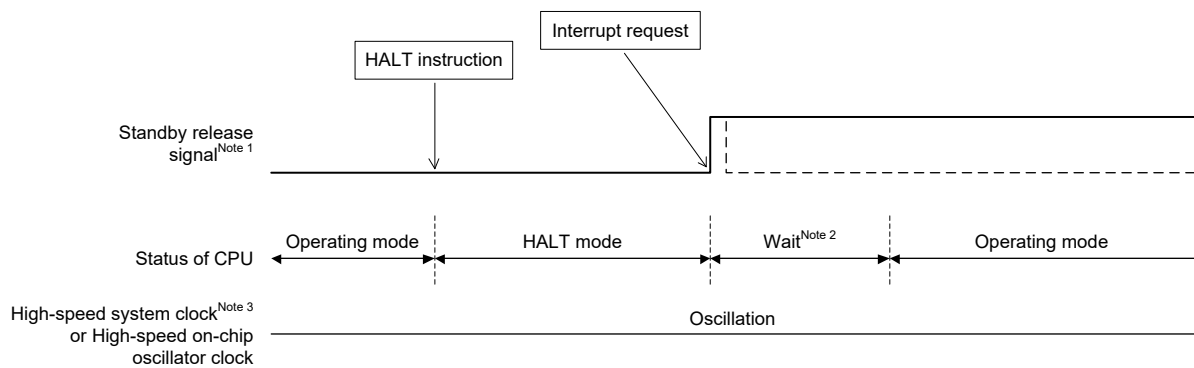 Interrupt request
HALT instruction
Standby release
signalNote 1
Status of CPU
Operating mode
HALT mode
WaitNote 2
Operating mode
High-speed system clockNote 3
or High-speed on-chip
oscillator clock
Oscillation